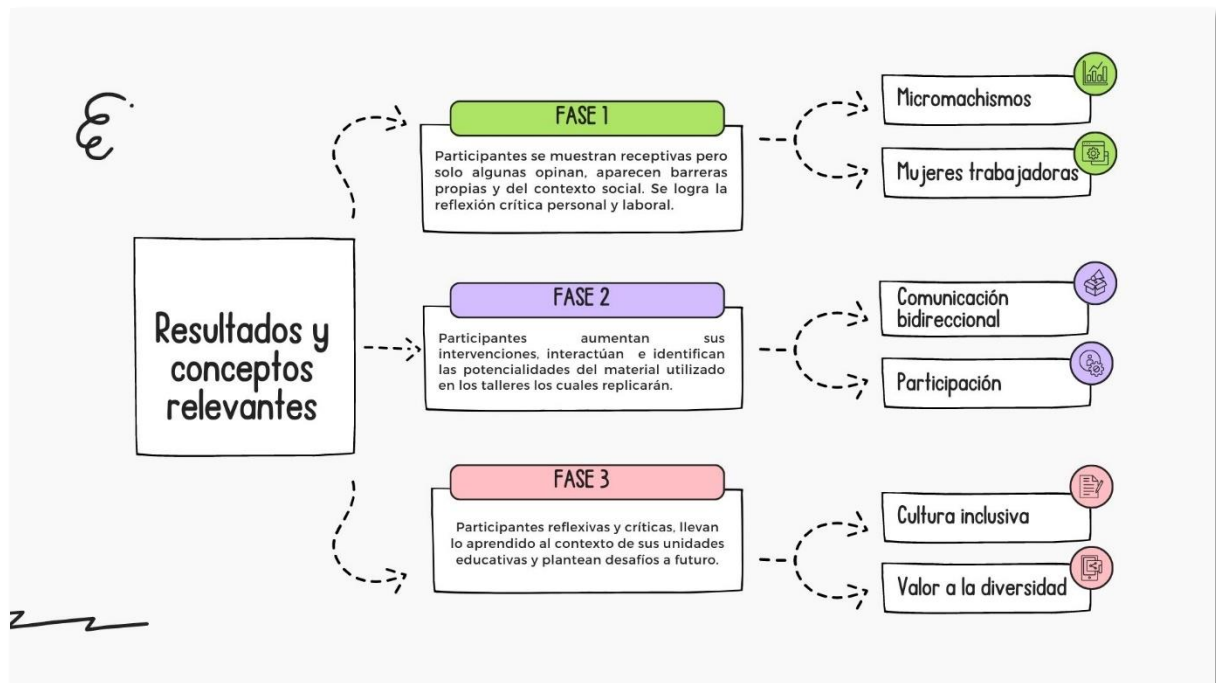 Resultados y
conceptos
relevantes
FASE 1
Participantes se muestran receptivas pero
solo algunas opinan, aparecen barreras
propias y del contexto social. Se logra la
reflexión crítica personal y laboral.
Micromachismos
Mujeres trabajadoras
FASE 2
Participantes aumentan sus
intervenciones, interactúan e identifican
las potencialidades del material utilizado
en los talleres los cuales replicarán.
Comunicación
bidireccional
Participación
FASE 3
Participantes reflexivas y críticas, llevan
lo aprendido al contexto de sus unidades
educativas y plantean desafíos a futuro.
Cultura inclusiva
Valor a la diversidad